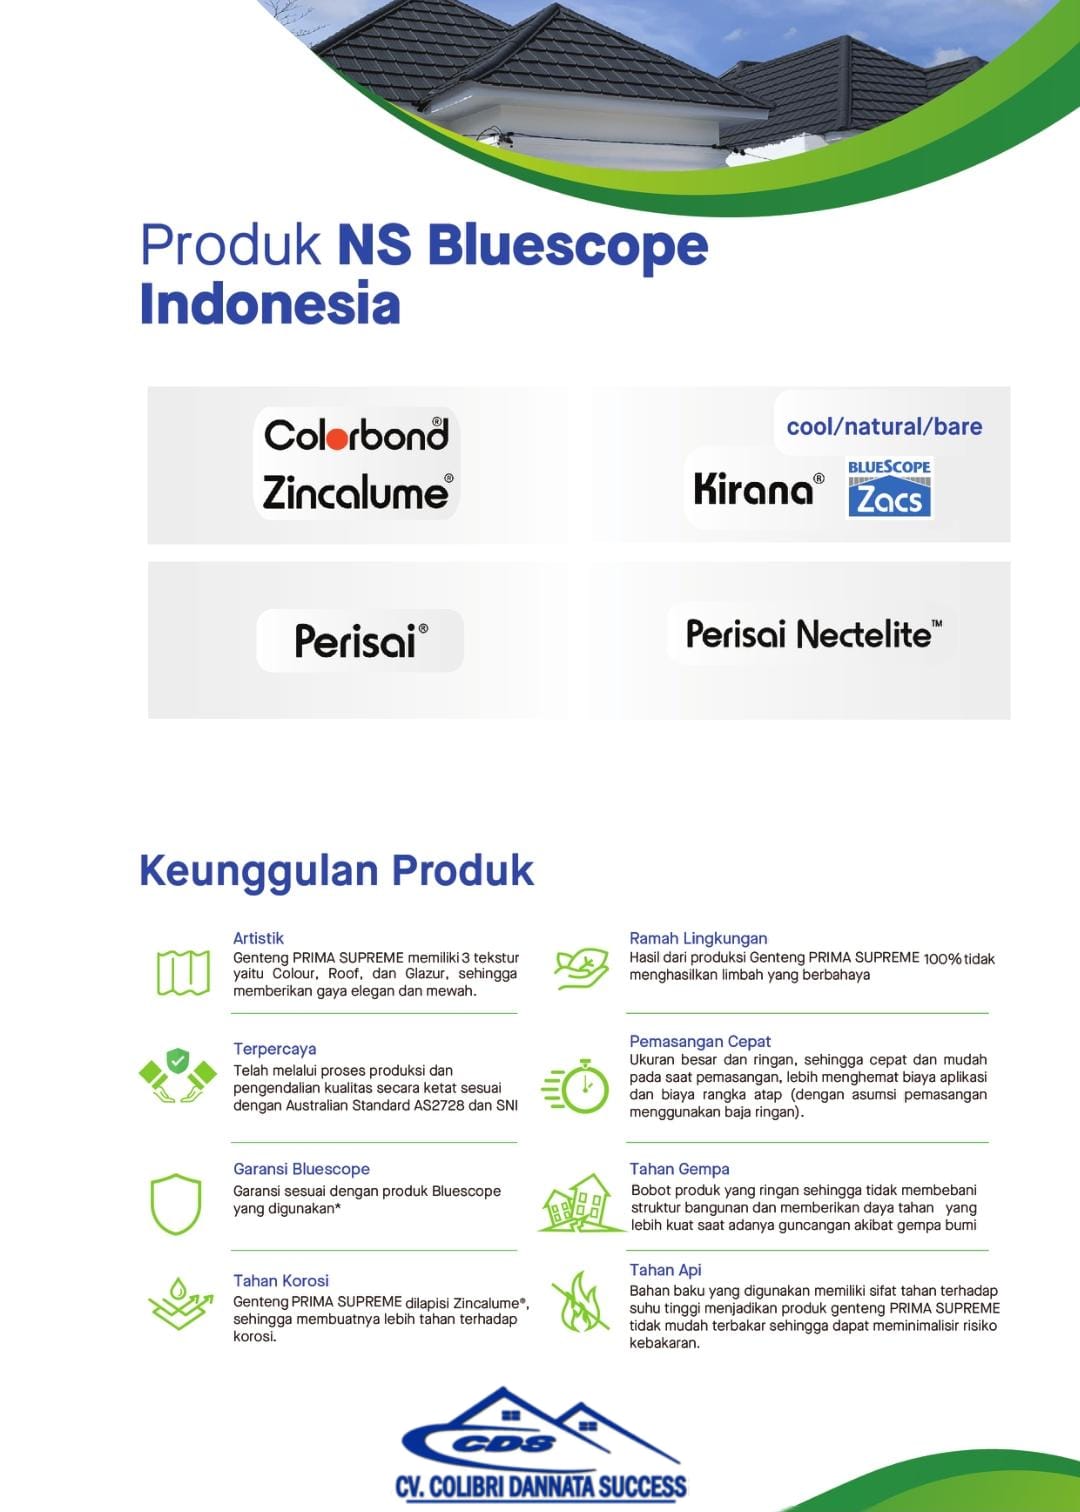 Produk NS Bluescope
Indonesia
Colorbond®
Zincalume®
cool/natural/bare
Kirana®
BLUESCOPE
Zacs
Perisai®
Perisai Nectelite™
Keunggulan Produk
Artistik
Genteng PRIMA SUPREME memiliki 3 tekstur
yaitu Colour, Roof, dan Glazur, sehingga
memberikan gaya elegan dan mewah.
Ramah Lingkungan
Hasil dari produksi Genteng PRIMA SUPREME 100% tidak
menghasilkan limbah yang berbahaya
Terpercaya
Telah melalui proses produksi dan
pengendalian kualitas secara ketat sesuai
dengan Australian Standard AS2728 dan SNI
Pemasangan Cepat
Ukuran besar dan ringan, sehingga cepat dan mudah
pada saat pemasangan, lebih menghemat biaya aplikasi
dan biaya rangka atap (dengan asumsi pemasangan
menggunakan baja ringan).
Garansi Bluescope
Garansi sesuai dengan produk Bluescope
yang digunakan*
Tahan Gempa
Bobot produk yang ringan sehingga tidak membebani
struktur bangunan dan memberikan daya tahan yang
lebih kuat saat adanya guncangan akibat gempa bumi
Tahan Korosi
Genteng PRIMA SUPREME dilapisi Zincalume®,
sehingga membuatnya lebih tahan terhadap
korosi.
Tahan Api
Bahan baku yang digunakan memiliki sifat tahan terhadap
suhu tinggi menjadikan produk genteng PRIMA SUPREME
tidak mudah terbakar sehingga dapat meminimalisir risiko
kebakaran.
CDS
CV. COLIBRI DANNATA SUCCESS